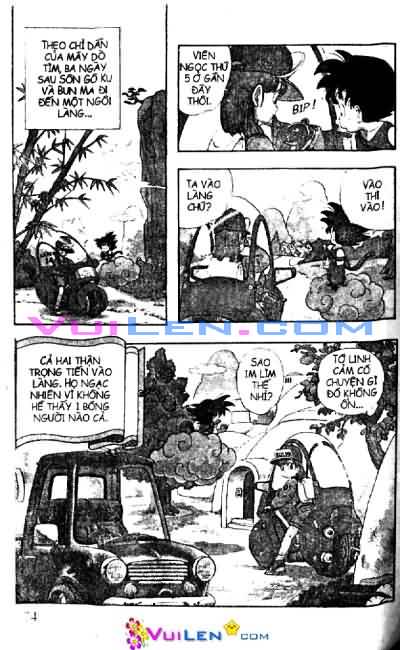 THEO CHỈ DẪN
CỦA MÁY DÒ
TÌM, BA NGÀY
SAU SÔN GÔ KU
VÀ BUN MA ĐI
ĐẾN MỘT NGÔI
LÀNG...
VIÊN
NGỌC THỨ
5 Ở GẦN
ĐÂY
THÔI.
BIP!
TA VÀO
LÀNG
CHỨ?
VÀO
THÌ
VÀO!
VUILEN.COM
CẢ HAI THẬN
TRỌNG TIẾN VÀO
LÀNG. HỌ NGẠC
NHIÊN VÌ KHÔNG
HỀ THẤY 1 BÓNG
NGƯỜI NÀO CẢ.
SAO
IM LÌM
THẾ
NHỈ?
TỚ LINH
CẢM CÓ
CHUYỆN GÌ
ĐÓ KHÔNG
ỔN...
VUILEN.COM